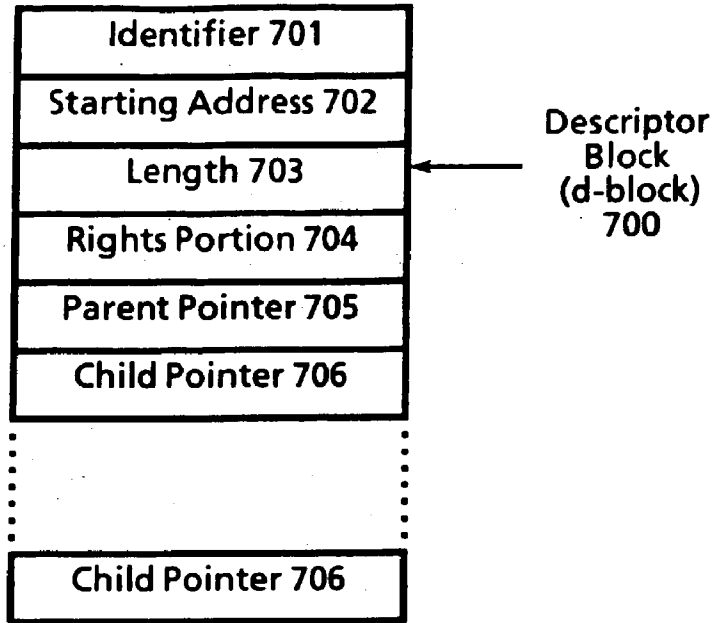 Identifier 701
Starting Address 702
Length 703
Rights Portion 704
Parent Pointer 705
Child Pointer 706
Child Pointer 706
Descriptor
Block
(d-block)
700